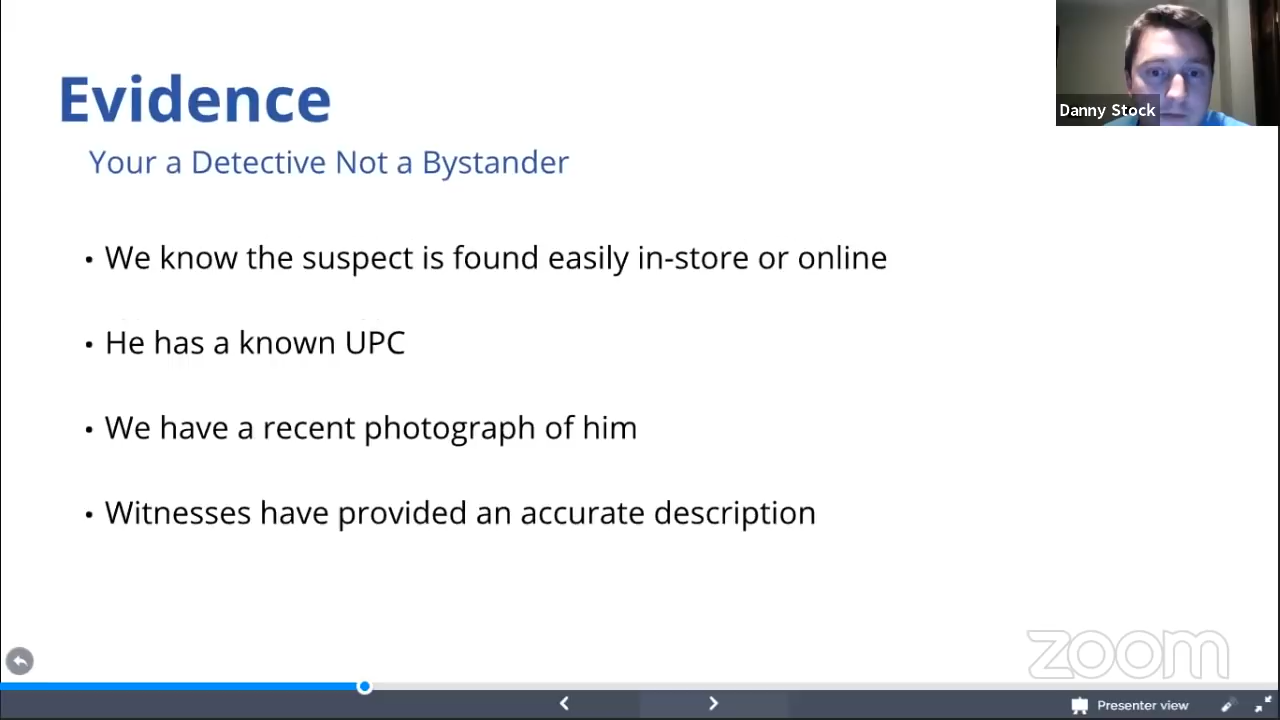 Evidence
Your a Detective Not a Bystander
• We know the suspect is found easily in-store or online
• He has a known UPC
• We have a recent photograph of him
• Witnesses have provided an accurate description
Danny Stock
zoom
Presenter view